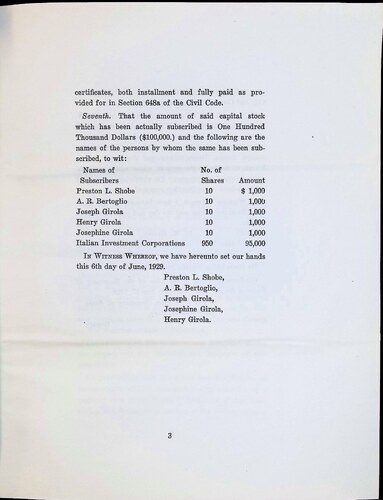 certificates, both installment and fully paid as pro-
vided for in Section 648a of the Civil Code.
Seventh. That the amount of said capital stock
which has been actually subscribed is One Hundred
Thousand Dollars ($100,000.) and the following are the
names of the persons by whom the same has been sub-
scribed, to wit:
Names of No. of
Subscribers Shares Amount
Preston L. Shobe 10 $ 1,000
A. R. Bertoglio 10 1,000
Joseph Girola 10 1,000
Henry Girola 10 1,000
Josephine Girola 10 1,000
Italian Investment Corporations 950 95,000
In Witness Whereof, we have hereunto set our hands
this 6th day of June, 1929.
Preston L. Shobe,
A. R. Bertoglio,
Joseph Girola,
Josephine Girola,
Henry Girola.
3